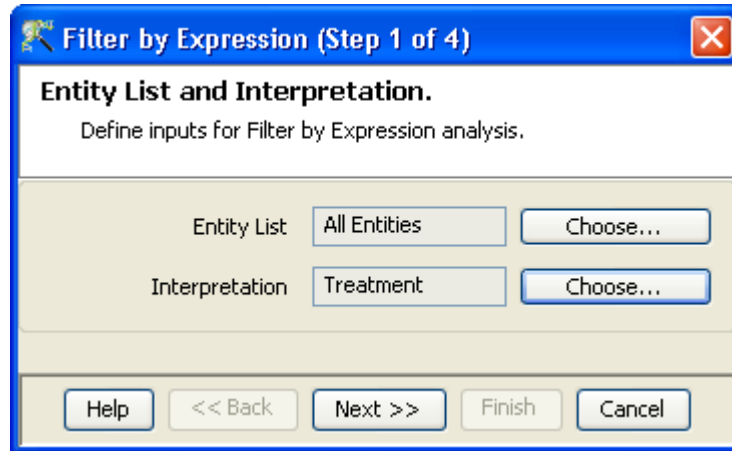 Filter by Expression (Step 1 of 4)
Entity List and Interpretation.
Define inputs for Filter by Expression analysis.
Entity List All Entities Choose...
Interpretation Treatment Choose...
Help << Back Next >> Finish Cancel